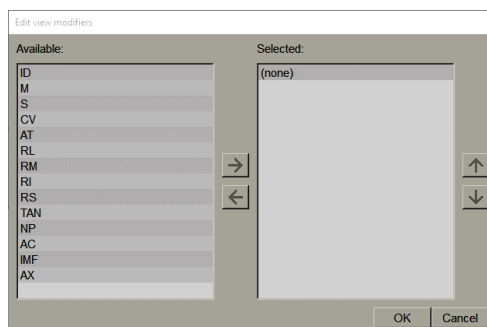 Edit view modifiers
Available:
Selected:
ID
M
S
CV
AT
RL
RM
RI
RS
TAN
NP
AC
IMF
AX
(none)
OK
Cancel